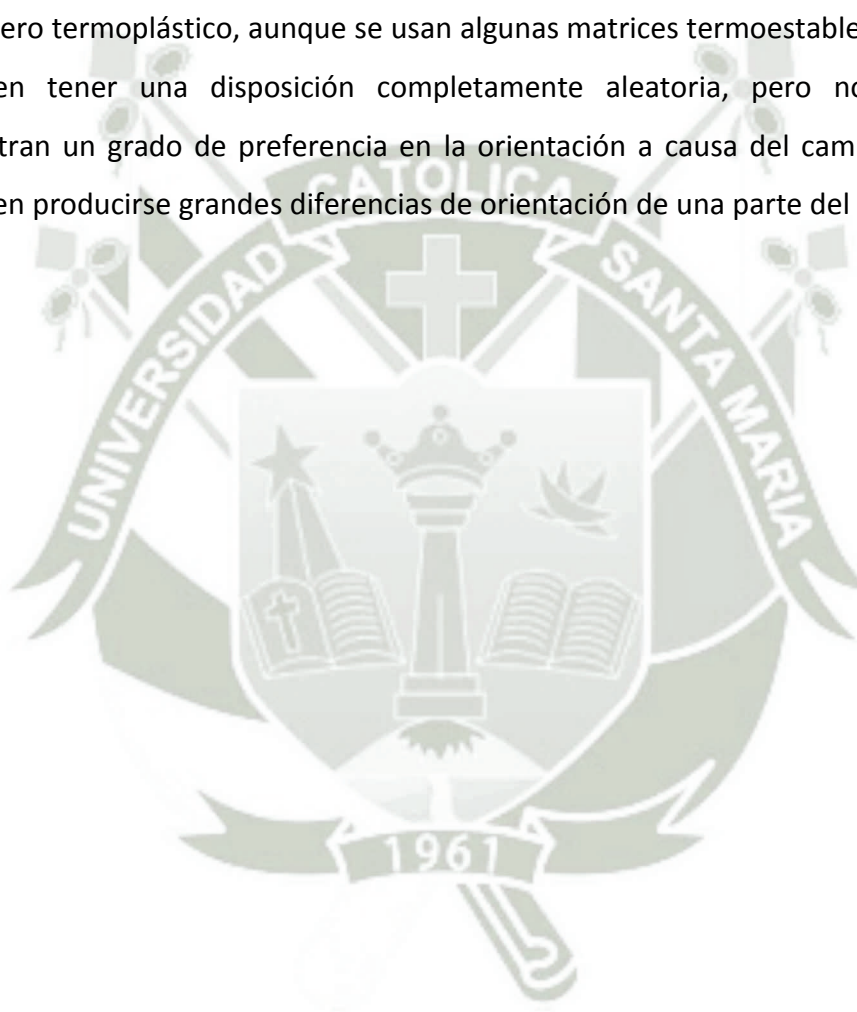 ero termoplástico, aunque se usan algunas matrices termoestable
en tener una disposición completamente aleatoria, pero no
tran un grado de preferencia en la orientación a causa del cam
en producirse grandes diferencias de orientación de una parte del
CATOLICA
UNIVERSIDAD
SANTA MARIA
1961